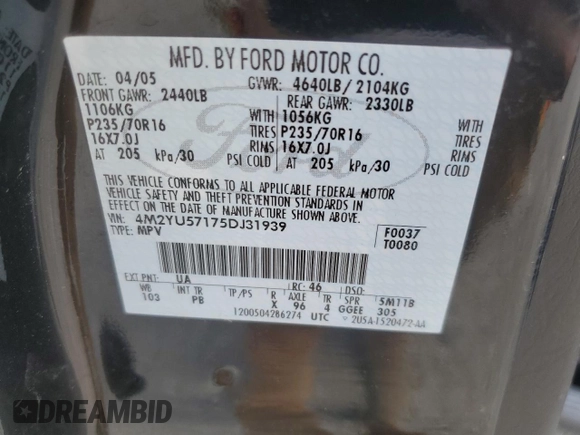 MFD. BY FORD MOTOR CO.
DATE: 04/05 GVWR: 4640LB/ 2104KG
FRONT GAWR: 2440LB REAR GAWR: 2330LB
1106KG WITH 1056KG WITH
P235/70R16 TIRES P235/70R16 TIRES
16X7.0J RIMS 16X7.0J RIMS
AT 205 kPa/30 PSI COLD AT 205 kPa/30 PSI COLD
THIS VEHICLE CONFORMS TO ALL APPLICABLE FEDERAL MOTOR
VEHICLE SAFETY AND THEFT PREVENTION STANDARDS IN
EFFECT ON THE DATE OF MANUFACTURE SHOWN ABOVE.
VIN: 4M2YU57175DJ31939 F0037
TYPE: MPV T0080
EXT PNT: UA RC: 46 DSO:
WB INT TR TP/PS R AXLE TR SPR 5M11B
103 PB X 96 4 GGEE 305
1200504286274 UTC 2U5A-1520472-AA
Ford
DREAMBID